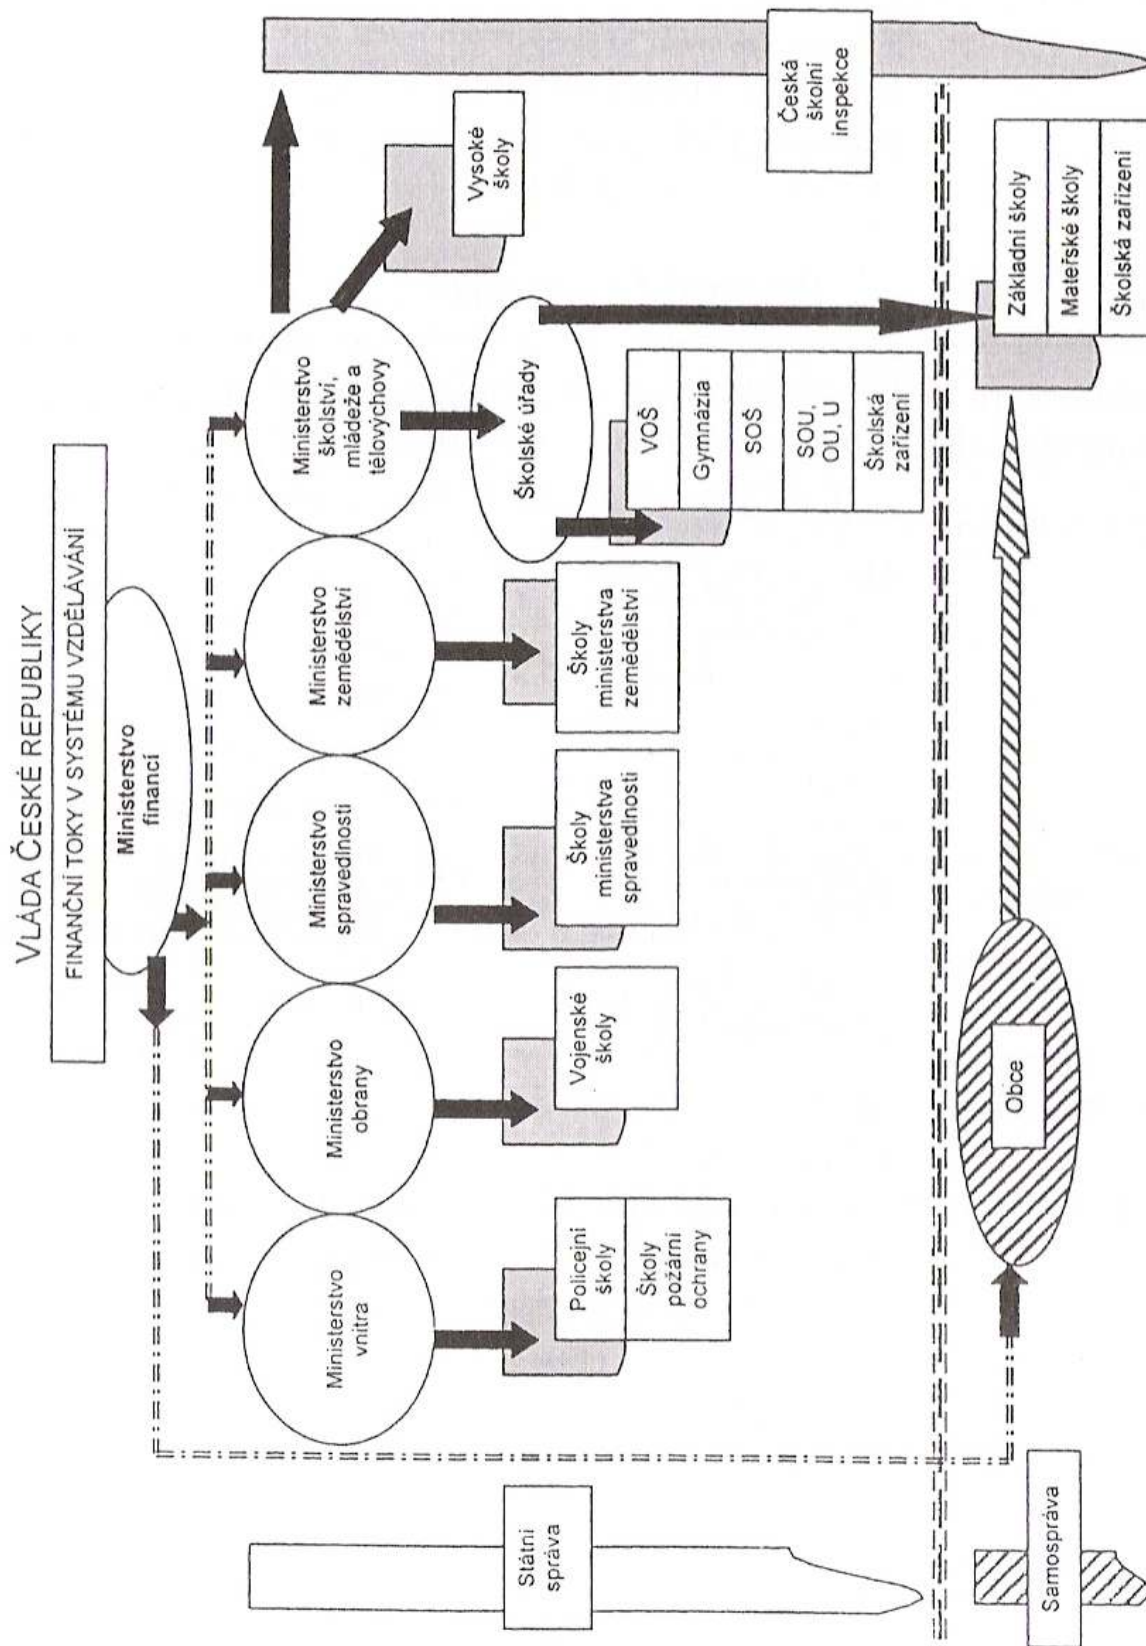 VLÁDA ČESKÉ REPUBLIKY
FINANČNÍ TOKY V SYSTÉMU VZDĚLÁVÁNÍ
Ministerstvo
financí
Ministerstvo
vnitra
Ministerstvo
obrany
Ministerstvo
spravedlnosti
Ministerstvo
zemědělství
Ministerstvo
školství,
mládeže a
tělovýchovy
Vysoké
školy
Školské úřady
Státní
správa
Policejní
školy
Školy
požární
ochrany
Vojenské
školy
Školy
ministerstva
spravedlnosti
Školy
ministerstva
zemědělství
VOŠ
Gymnázia
SOŠ
SOU,
OU, U
Školská
zařízení
Česká
školní
inspekce
Samospráva
Obce
Základní školy
Mateřské školy
Školská zařízení